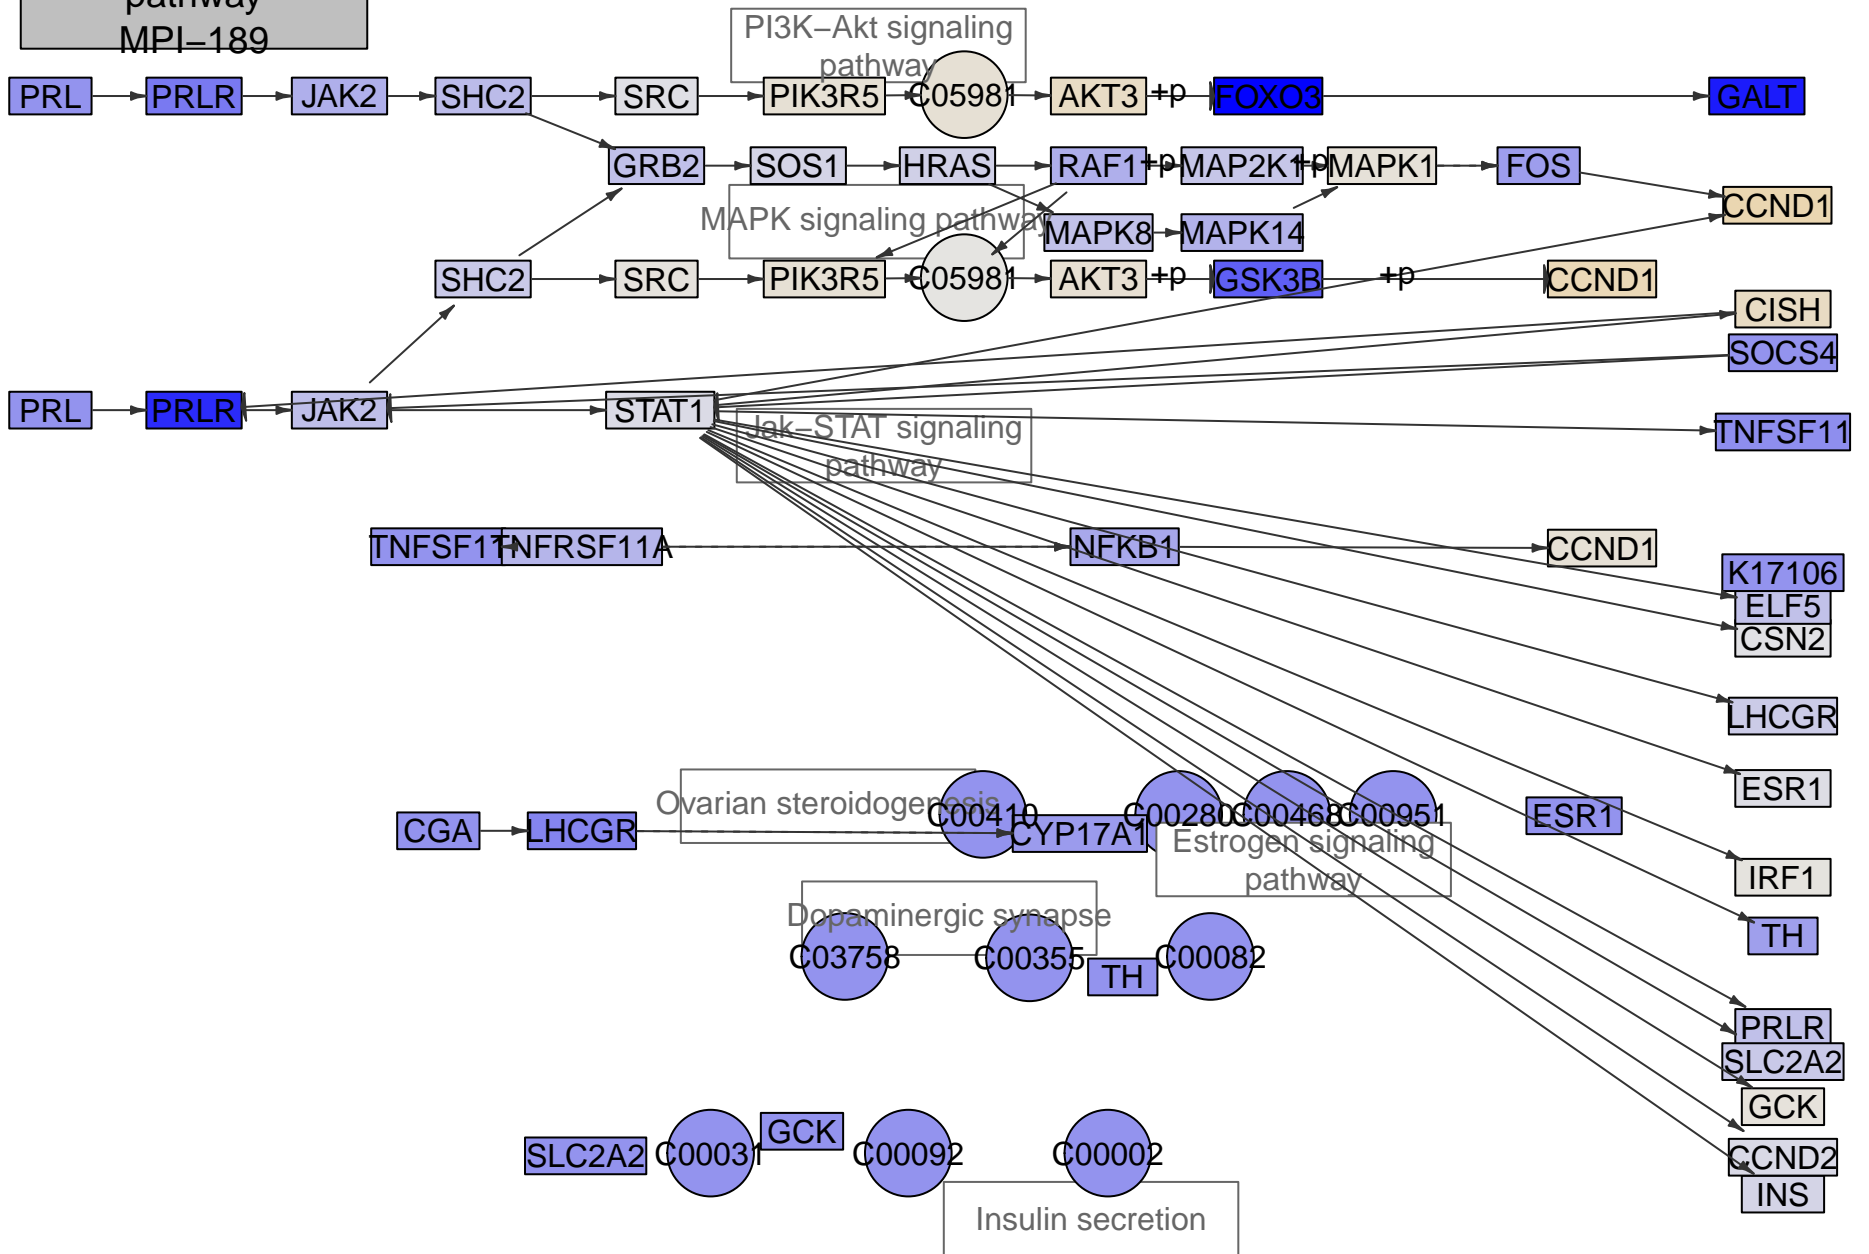 pathway
MPI−189
PI3K−Akt signaling
pathway
PRL
PRLR
JAK2
SHC2
SRC
PIK3R5
C05981
AKT3
+p
FOXO3
GALT
GRB2
SOS1
HRAS
RAF1
+p
MAP2K1
+p
MAPK1
FOS
CCND1
MAPK signaling pathway
MAPK8
MAPK14
SHC2
SRC
PIK3R5
C05981
AKT3
+p
GSK3B
+p
CCND1
CISH
SOCS4
PRL
PRLR
JAK2
STAT1
Jak−STAT signaling
pathway
TNFSF11
TNFSF11
TNFRSF11A
NFKB1
CCND1
K17106
ELF5
CSN2
LHCGR
ESR1
Ovarian steroidogenesis
C00410
C00280
C00468
C00951
ESR1
CGA
LHCGR
CYP17A1
Estrogen signaling
pathway
IRF1
Dopaminergic synapse
TH
C03758
C00355
TH
C00082
PRLR
SLC2A2
GCK
GCK
SLC2A2
C00031
C00092
C00002
CCND2
INS
Insulin secretion